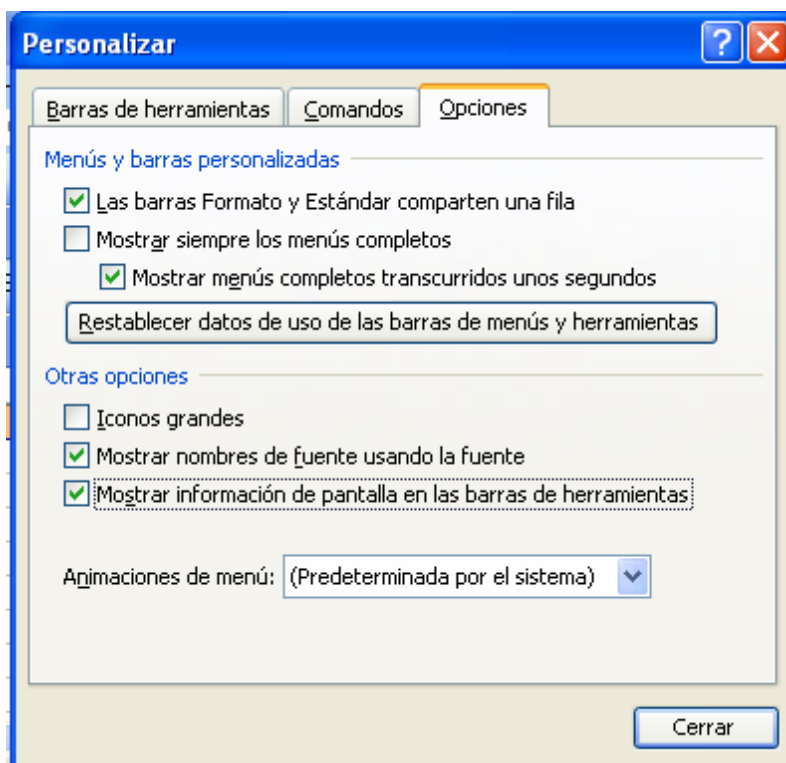 Personalizar
Barras de herramientas Comandos Opciones
Menús y barras personalizadas
Las barras Formato y Estándar comparten una fila
Mostrar siempre los menús completos
Mostrar menús completos transcurridos unos segundos
Restablecer datos de uso de las barras de menús y herramientas
Otras opciones
Iconos grandes
Mostrar nombres de fuente usando la fuente
Mostrar información de pantalla en las barras de herramientas
Animaciones de menú: (Predeterminada por el sistema)
Cerrar